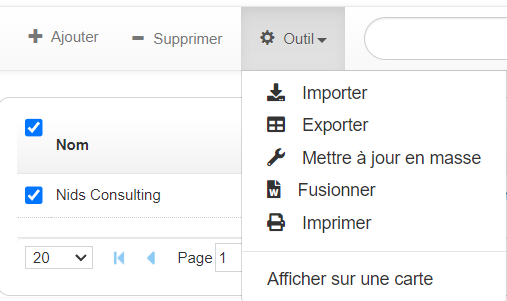 Ajouter
Supprimer
Outil
Importer
Exporter
Mettre à jour en masse
Fusionner
Imprimer
Afficher sur une carte
Nom
Nids Consulting
20
Page 1